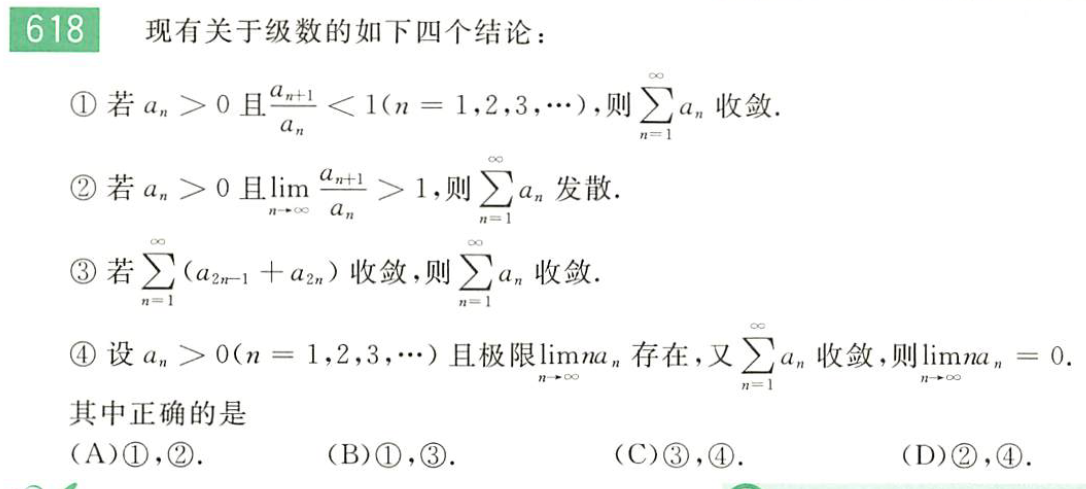 618 现有关于级数的如下四个结论：
① 若 $a_n > 0$ 且 $\frac{a_{n+1}}{a_n} < 1(n = 1,2,3,\cdots)$，则 $\sum_{n=1}^{\infty} a_n$ 收敛.
② 若 $a_n > 0$ 且 $\lim_{n \to \infty} \frac{a_{n+1}}{a_n} > 1$，则 $\sum_{n=1}^{\infty} a_n$ 发散.
③ 若 $\sum_{n=1}^{\infty} (a_{2n-1} + a_{2n})$ 收敛，则 $\sum_{n=1}^{\infty} a_n$ 收敛.
④ 设 $a_n > 0(n = 1,2,3,\cdots)$ 且极限 $\lim_{n \to \infty} na_n$ 存在，又 $\sum_{n=1}^{\infty} a_n$ 收敛，则 $\lim_{n \to \infty} na_n = 0$.
其中正确的是
(A)①，②. (B)①，③. (C)③，④. (D)②，④.